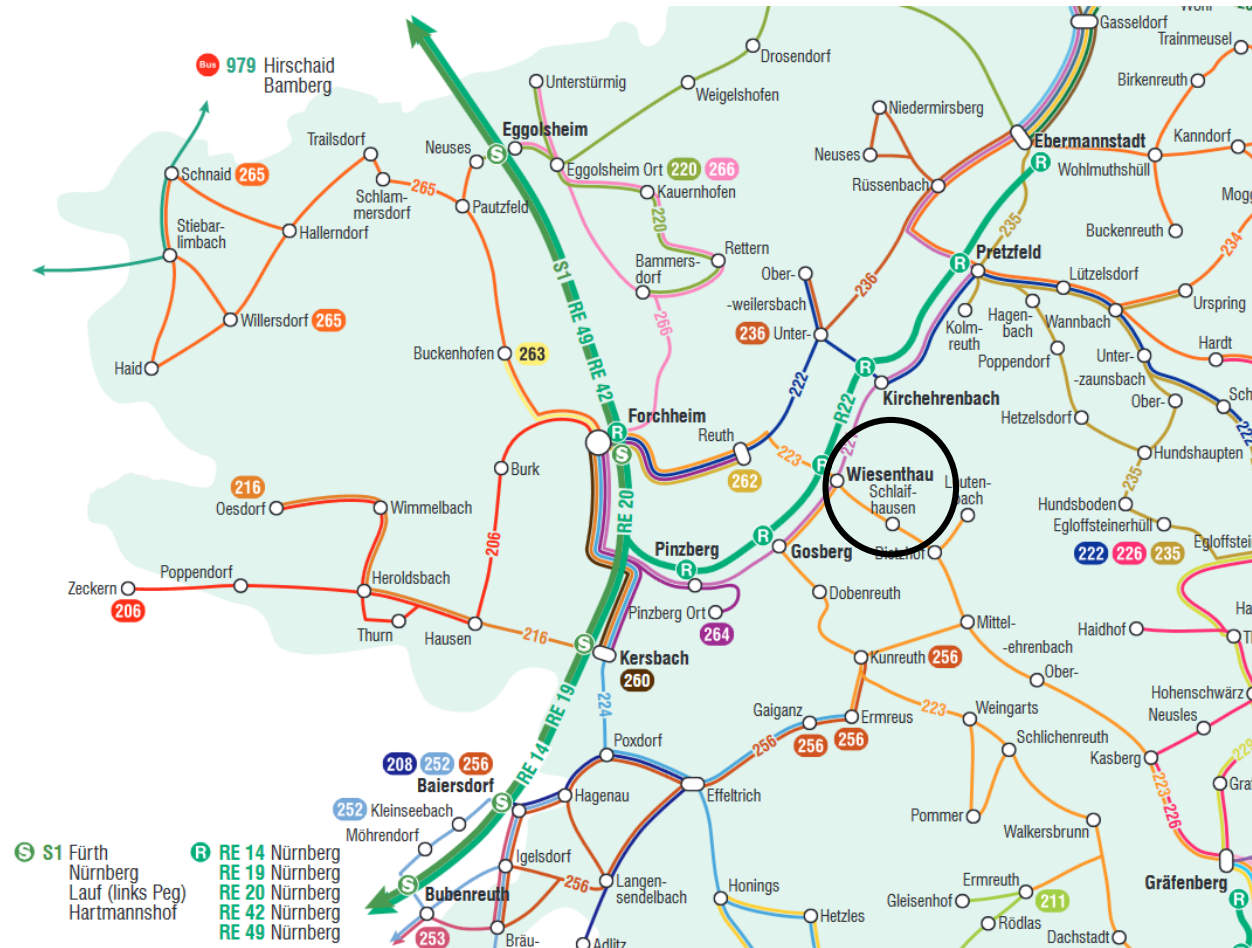 Gasseldorf
Trainmeusel
Drosendorf
Bus 979 Hirschaid
Bamberg
Unterstürmig
Weigelshofen
Birkenreuth
Niedermirsberg
Trailsdorf
Eggolsheim
Ebermannstadt
Kanndorf
Neuses
Neuses
Wohlmuthshüll
Schnaid 265
Eggolsheim Ort 220 266
Rüssenbach
Schlam-
mersdorf
265
Kauernhofen
Pautzfeld
Stiebar-
limbach
Hallerndorf
220
235
Buckenreuth
234
Rettern
Pretzfeld
Bammers-
dorf
Ober-
-weilersbach
Unter-
236
236
Lützelsdorf
Urspring
S1
RE 49
RE 42
266
Kolm-
reuth
Hagen-
bach
Wannbach
Willersdorf 265
Poppendorf
Unter-
-zaunsbach
Ober-
Hardt
Buckenhofen 263
Haid
222
R22
Kirchehrenbach
Forchheim
Reuth
Hetzelsdorf
222
223
Hundshaupten
Burk
262
Wiesenthau
Schlaif-
hausen
235
216
Oesdorf
Wimmelbach
Hundsboden
Egloffsteinerhüll
RE 20
206
Pinzberg
Gosberg
222 226 235
Poppendorf
Heroldsbach
Zeckern
206
Dobenreuth
Pinzberg Ort
264
Thurn
Hausen
216
Mittel-
-ehrenbach
Ober-
Haidhof
Kersbach
260
Kunreuth 256
RE 19
224
Hohenschwärz
Neusles
Gaiganz
256
Ermreus
256
223
Weingarts
256
Schlichenreuth
Poxdorf
RE 14
Kasberg
208 252 256
Baiersdorf
229
252 Kleinseebach
Hagenau
Effeltrich
223
226
Möhrendorf
Pommer
Walkersbrunn
S S1 Fürth
Nürnberg
Lauf (links Peg)
Hartmannshof
R RE 14 Nürnberg
RE 19 Nürnberg
RE 20 Nürnberg
RE 42 Nürnberg
RE 49 Nürnberg
Igelsdorf
256
Langen-
sendelbach
Bubenreuth
253
Bräu-
Adlitz
Honings
Hetzles
Ermreuth
211
Gleisenhof
Rödlas
Dachstadt
Gräfenberg